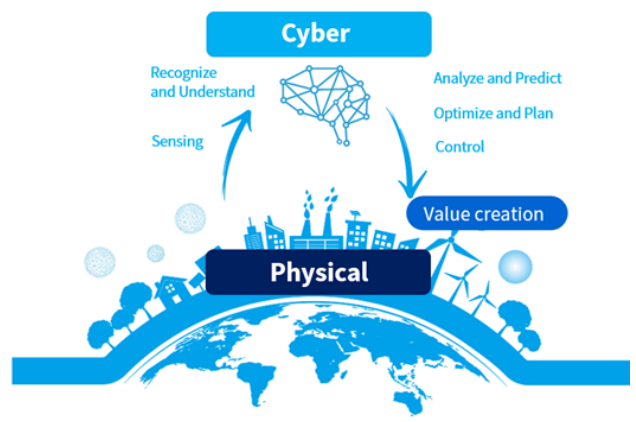 Cyber
Recognize
and Understand
Sensing
Analyze and Predict
Optimize and Plan
Control
Value creation
Physical